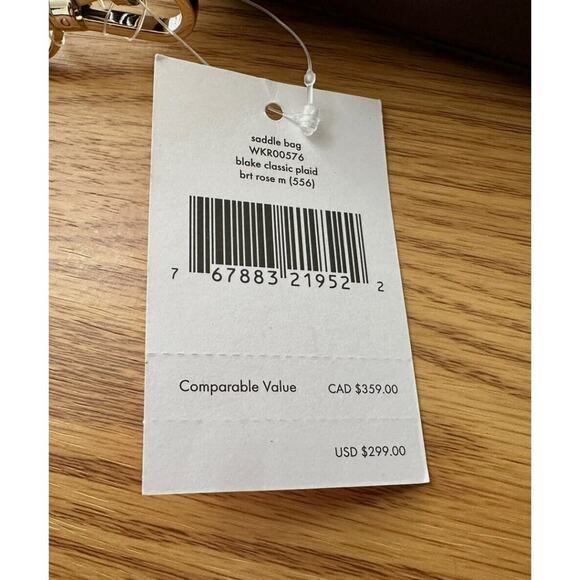 saddle bag
WKR00576
blake classic plaid
brt rose m (556)
7 67883 21952 2
Comparable Value CAD $359.00
USD $299.00